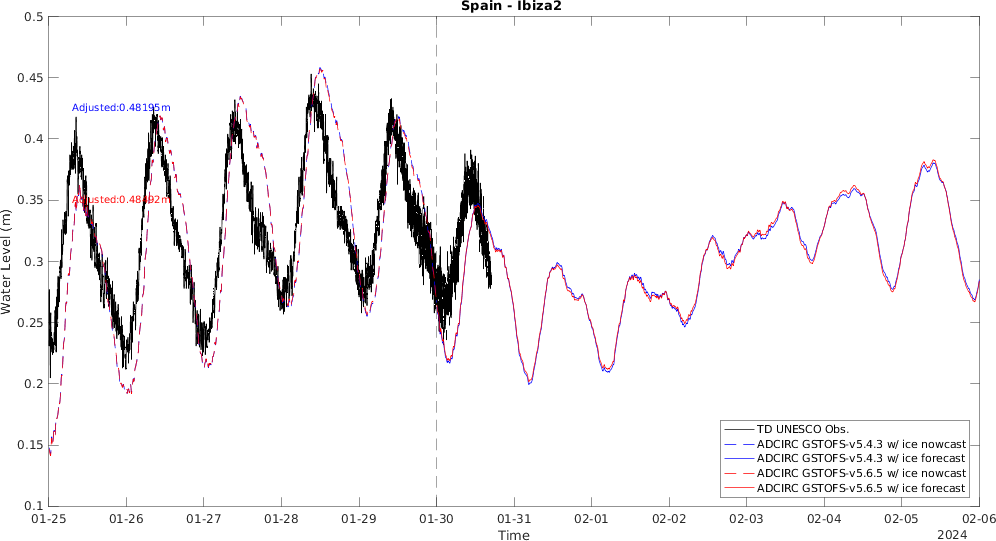 Spain - Ibiza2
Water Level (m)
0.5
0.45
0.4
0.35
0.3
0.25
0.2
0.15
0.1
Adjusted:0.48195m
Adjusted:0.48492m
TD UNESCO Obs.
ADCIRC GSTOFS-v5.4.3 w/ ice nowcast
ADCIRC GSTOFS-v5.4.3 w/ ice forecast
ADCIRC GSTOFS-v5.6.5 w/ ice nowcast
ADCIRC GSTOFS-v5.6.5 w/ ice forecast
01-25 01-26 01-27 01-28 01-29 01-30 01-31 02-01 02-02 02-03 02-04 02-05 02-06
Time
2024